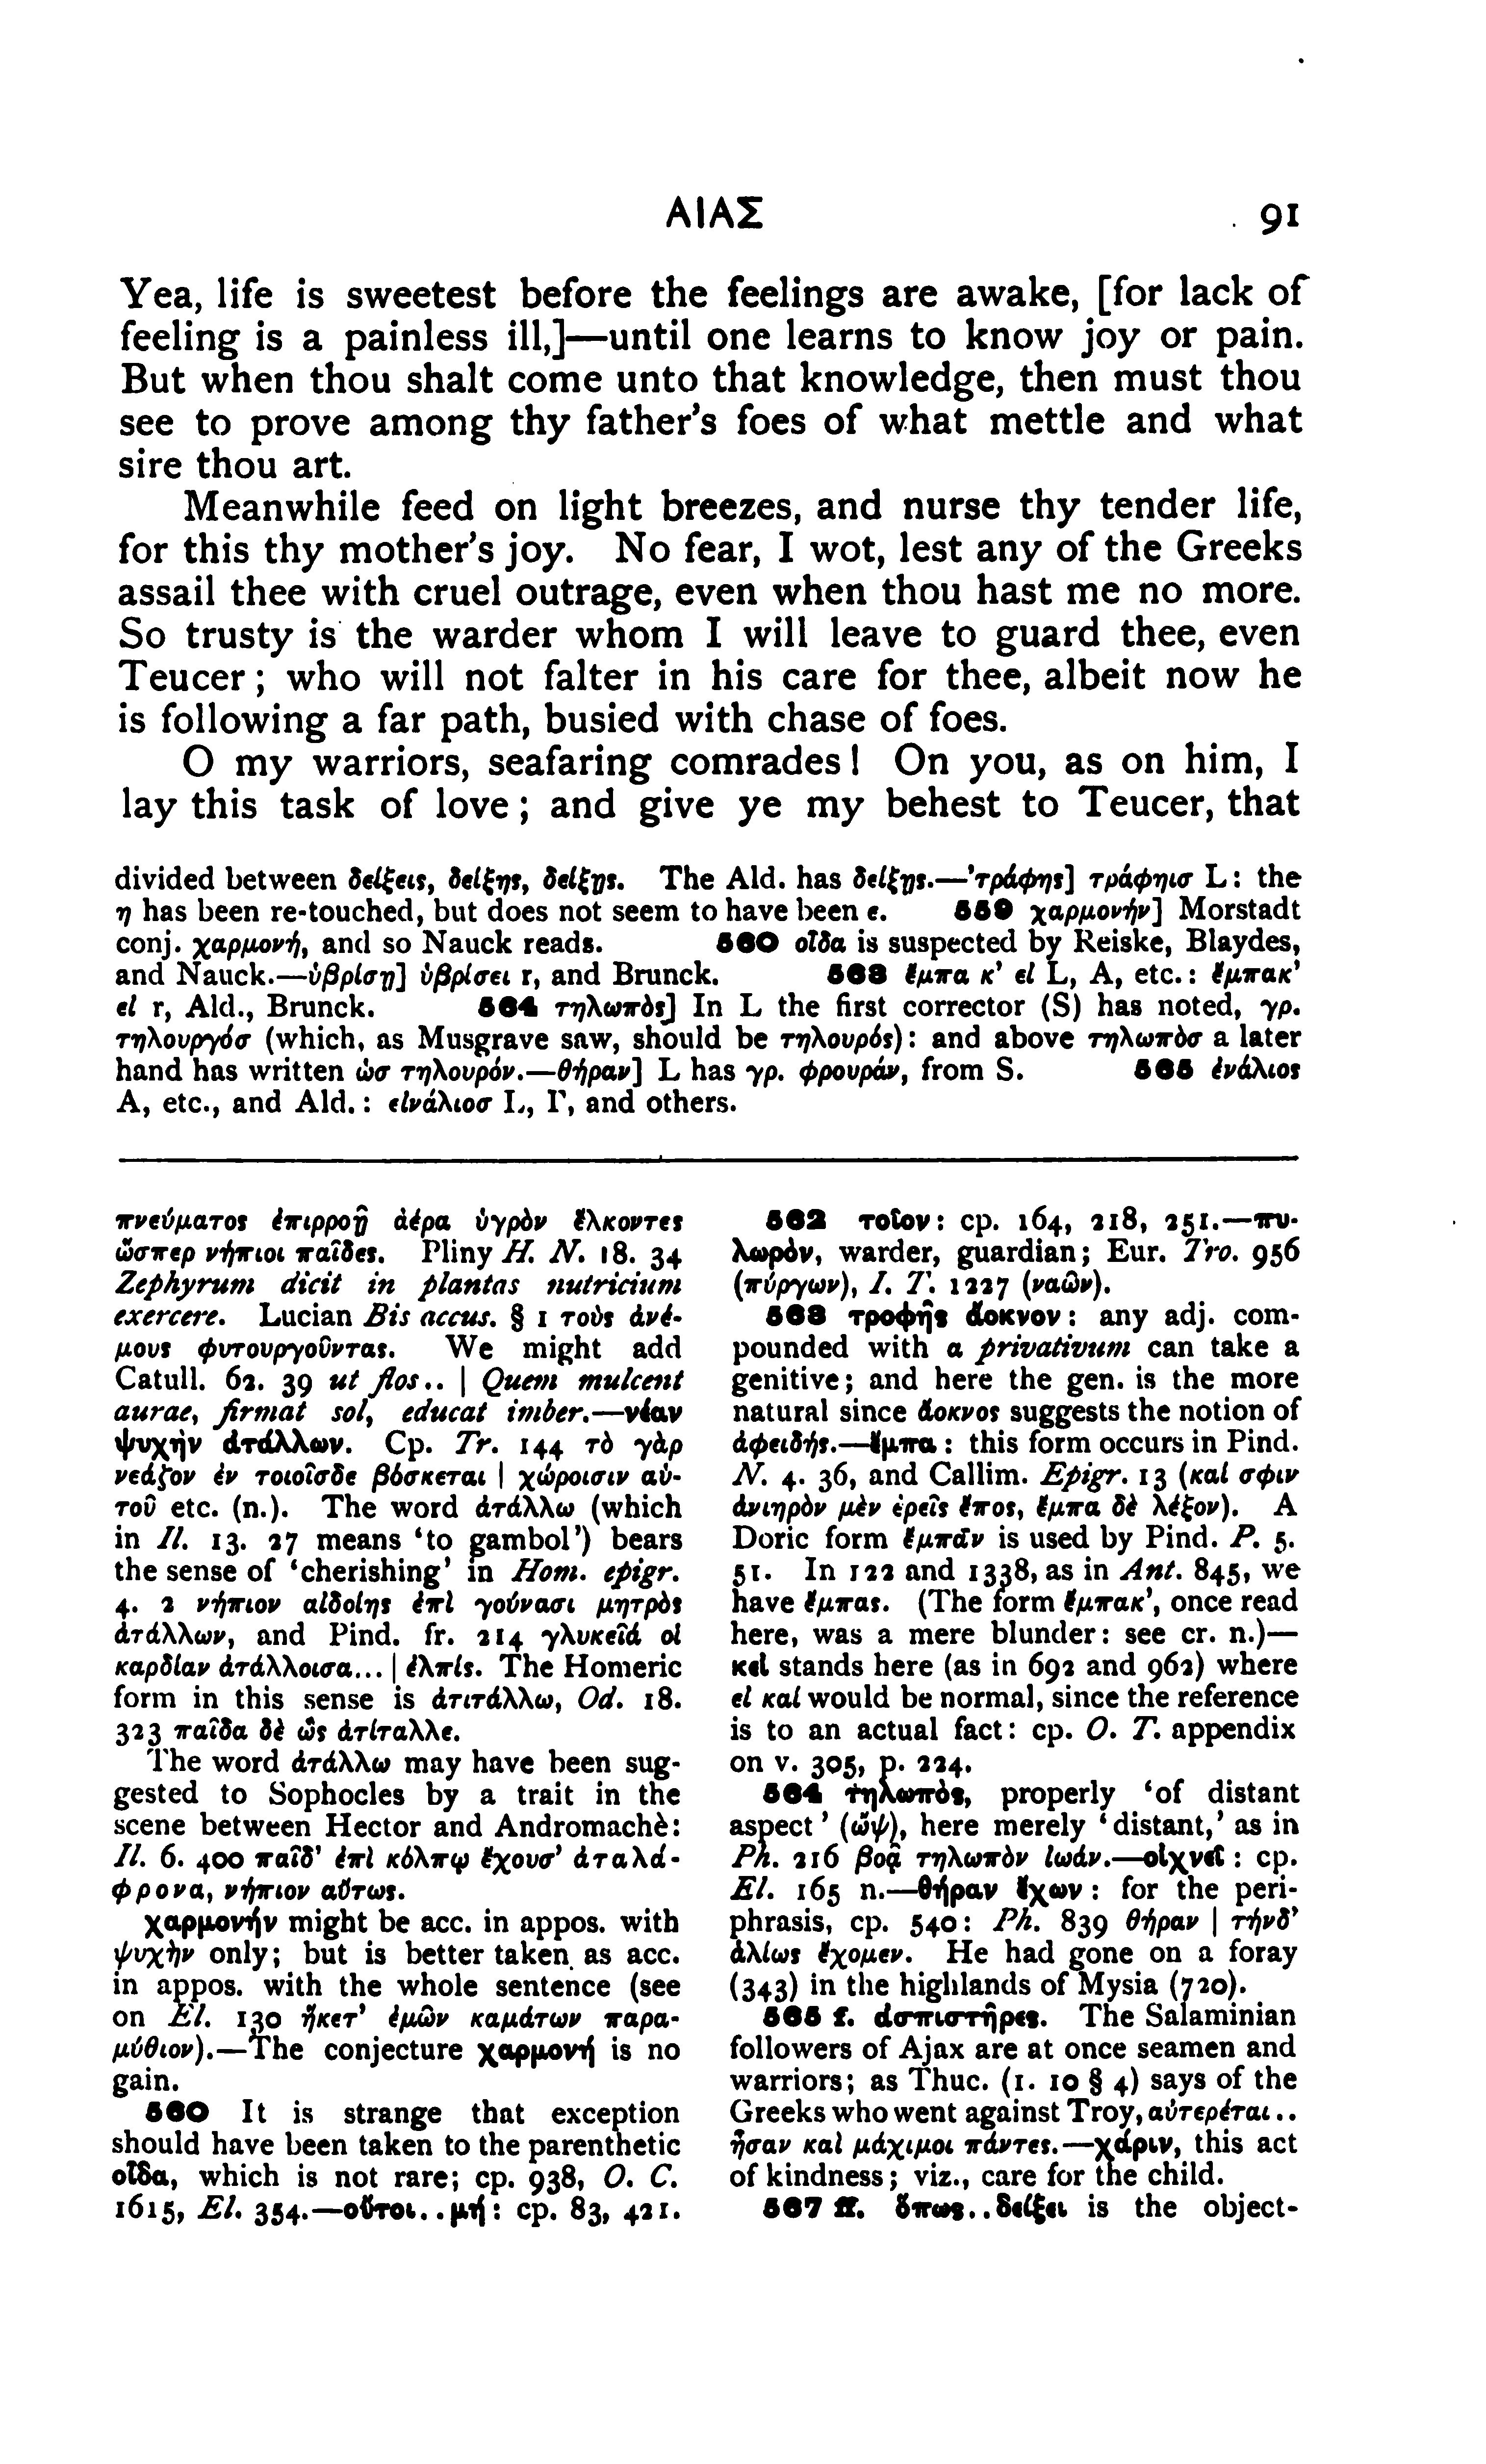 ΑΙΑΣ 91
Yea, life is sweetest before the feelings are awake, [for lack of
feeling is a painless ill,]—until one learns to know joy or pain.
But when thou shalt come unto that knowledge, then must thou
see to prove among thy father's foes of what mettle and what
sire thou art.
Meanwhile feed on light breezes, and nurse thy tender life,
for this thy mother's joy. No fear, I wot, lest any of the Greeks
assail thee with cruel outrage, even when thou hast me no more.
So trusty is the warder whom I will leave to guard thee, even
Teucer; who will not falter in his care for thee, albeit now he
is following a far path, busied with chase of foes.
O my warriors, seafaring comrades! On you, as on him, I
lay this task of love; and give ye my behest to Teucer, that
divided between δείξεις, δείξης, δείξῃς. The Ald. has δείξῃς.—'τράφης] τράφηισ L: the
η has been re-touched, but does not seem to have been ε. 559 χαρμονήν] Morstadt
conj. χαρμονή, and so Nauck reads. 560 οἶδα is suspected by Reiske, Blaydes,
and Nauck.—ὑβρίσῃ] ὑβρίσει r, and Brunck. 563 ἔμπα κ' εἰ L, A, etc.: ἔμπακ'
εἰ r, Ald., Brunck. 564 τηλωπὸς] In L the first corrector (S) has noted, γρ.
τηλουργόσ (which, as Musgrave saw, should be τηλουρός): and above τηλωπὸσ a later
hand has written ὡσ τηλουρόν.—θήραν] L has γρ. φρουράν, from S. 565 ἐνάλιος
A, etc., and Ald.: εἰνάλιοσ L, Γ, and others.
πνεύματος ἐπιρροῇ ἀέρα ὑγρὸν ἕλκοντες
ὥσπερ νήπιοι παῖδες. Pliny H. N. 18. 34
Zephyrum dicit in plantas nutricium
exercere. Lucian Bis accus. § 1 τοὺς ἀνέ-
μους φυτουργοῦντας. We might add
Catull. 62. 39 ut flos.. | Quem mulcent
aurae, firmat sol, educat imber.—νέαν
ψυχὴν ἀτάλλων. Cp. Tr. 144 τὸ γὰρ
νεάζον ἐν τοιοῖσδε βόσκεται | χώροισιν αὑ-
τοῦ etc. (n.). The word ἀτάλλω (which
in Il. 13. 27 means 'to gambol') bears
the sense of 'cherishing' in Hom. epigr.
4. 2 νήπιον αἰδοίης ἐπὶ γούνασι μητρὸς
ἀτάλλων, and Pind. fr. 214 γλυκεῖά οἱ
καρδίαν ἀτάλλοισα... | ἐλπίς. The Homeric
form in this sense is ἀτιτάλλω, Od. 18.
323 παῖδα δὲ ὣς ἀτίταλλε.
The word ἀτάλλω may have been sug-
gested to Sophocles by a trait in the
scene between Hector and Andromachè:
Il. 6. 400 παῖδ' ἐπὶ κόλπῳ ἔχουσ' ἀταλά-
φρονα, νήπιον αὔτως.
χαρμονήν might be acc. in appos. with
ψυχὴν only; but is better taken as acc.
in appos. with the whole sentence (see
on El. 130 ἥκετ' ἐμῶν καμάτων παρα-
μύθιον).—The conjecture χαρμονή is no
gain.
560 It is strange that exception
should have been taken to the parenthetic
οἶδα, which is not rare; cp. 938, O. C.
1615, El. 354.—οὔτοι..μή: cp. 83, 421.
562 τοῖον: cp. 164, 218, 251.—πυ-
λωρὸν, warder, guardian; Eur. Tro. 956
(πύργων), I. T. 1227 (ναῶν).
563 τροφῆς ἄοκνον: any adj. com-
pounded with α privativum can take a
genitive; and here the gen. is the more
natural since ἄοκνος suggests the notion of
ἀφειδής.—ἔμπα: this form occurs in Pind.
N. 4. 36, and Callim. Epigr. 13 (καί σφιν
ἀνιηρὸν μὲν ἐρεῖς ἔπος, ἔμπα δὲ λέξον). A
Doric form ἔμπᾱν is used by Pind. P. 5.
51. In 122 and 1338, as in Ant. 845, we
have ἔμπας. (The form ἔμπακ', once read
here, was a mere blunder: see cr. n.)—
κεἰ stands here (as in 692 and 962) where
εἰ καί would be normal, since the reference
is to an actual fact: cp. O. T. appendix
on v. 305, p. 224.
564 τηλωπὸς, properly 'of distant
aspect' (ὤψ), here merely 'distant,' as in
Ph. 216 βοᾷ τηλωπὸν ἰωάν.—οἰχνεῖ: cp.
El. 165 n.—θήραν ἔχων: for the peri-
phrasis, cp. 540: Ph. 839 θήραν | τήνδ'
ἁλίως ἔχομεν. He had gone on a foray
(343) in the highlands of Mysia (720).
565 f. ἀσπιστῆρες. The Salaminian
followers of Ajax are at once seamen and
warriors; as Thuc. (1. 10 § 4) says of the
Greeks who went against Troy, αὐτερέται..
ἦσαν καὶ μάχιμοι πάντες.—χάριν, this act
of kindness; viz., care for the child.
567 ff. ὅπως..δείξει is the object-